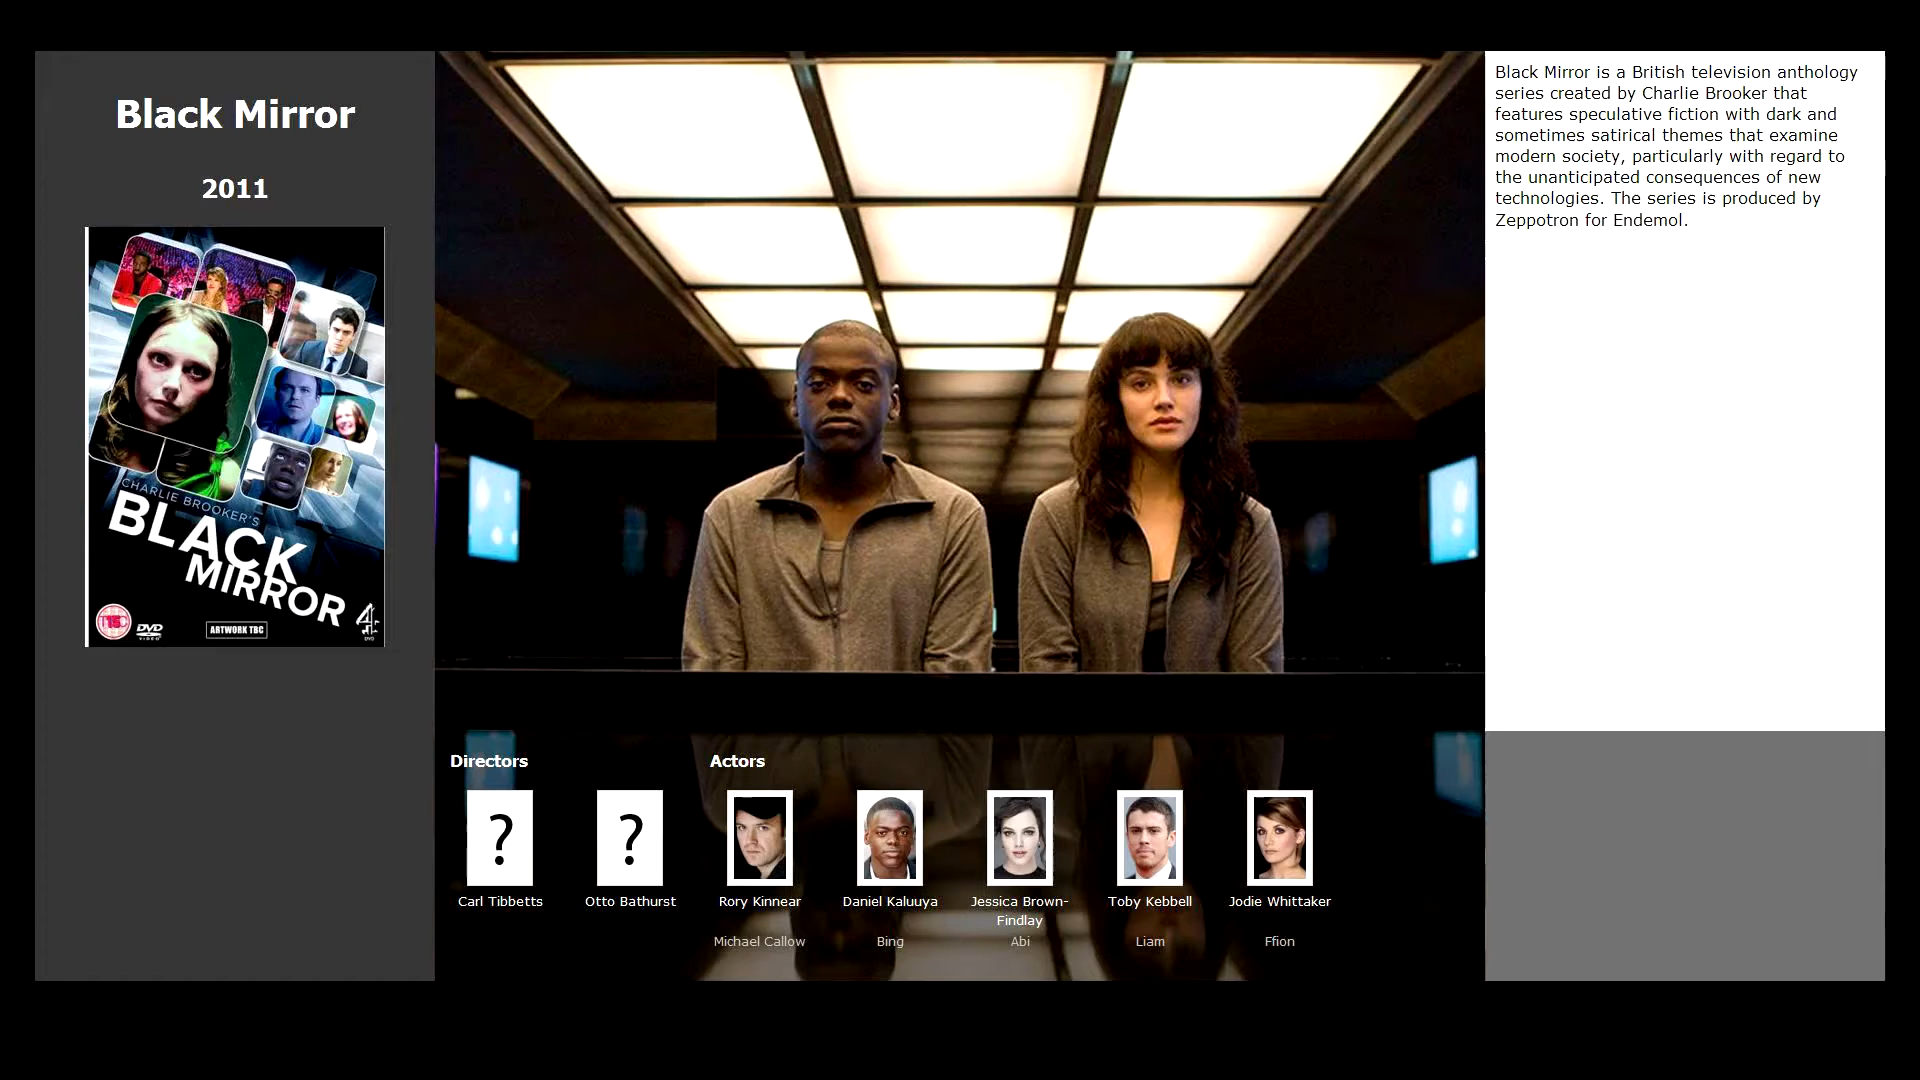 Black Mirror
2011
CHARLIE BROOKER'S
BLACK
MIRROR
15
DVD
VIDEO
ARTWORK TBC
4
DVD
Black Mirror is a British television anthology
series created by Charlie Brooker that
features speculative fiction with dark and
sometimes satirical themes that examine
modern society, particularly with regard to
the unanticipated consequences of new
technologies. The series is produced by
Zeppotron for Endemol.
Directors
Actors
?
?
Carl Tibbetts
Otto Bathurst
Rory Kinnear
Michael Callow
Daniel Kaluuya
Bing
Jessica Brown-
Findlay
Abi
Toby Kebbell
Liam
Jodie Whittaker
Ffion